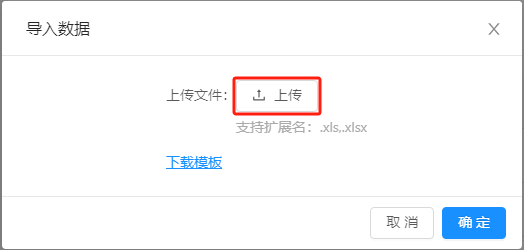 导入数据
上传文件： 上传
支持扩展名：.xls,.xlsx
下载模板
取 消 确 定